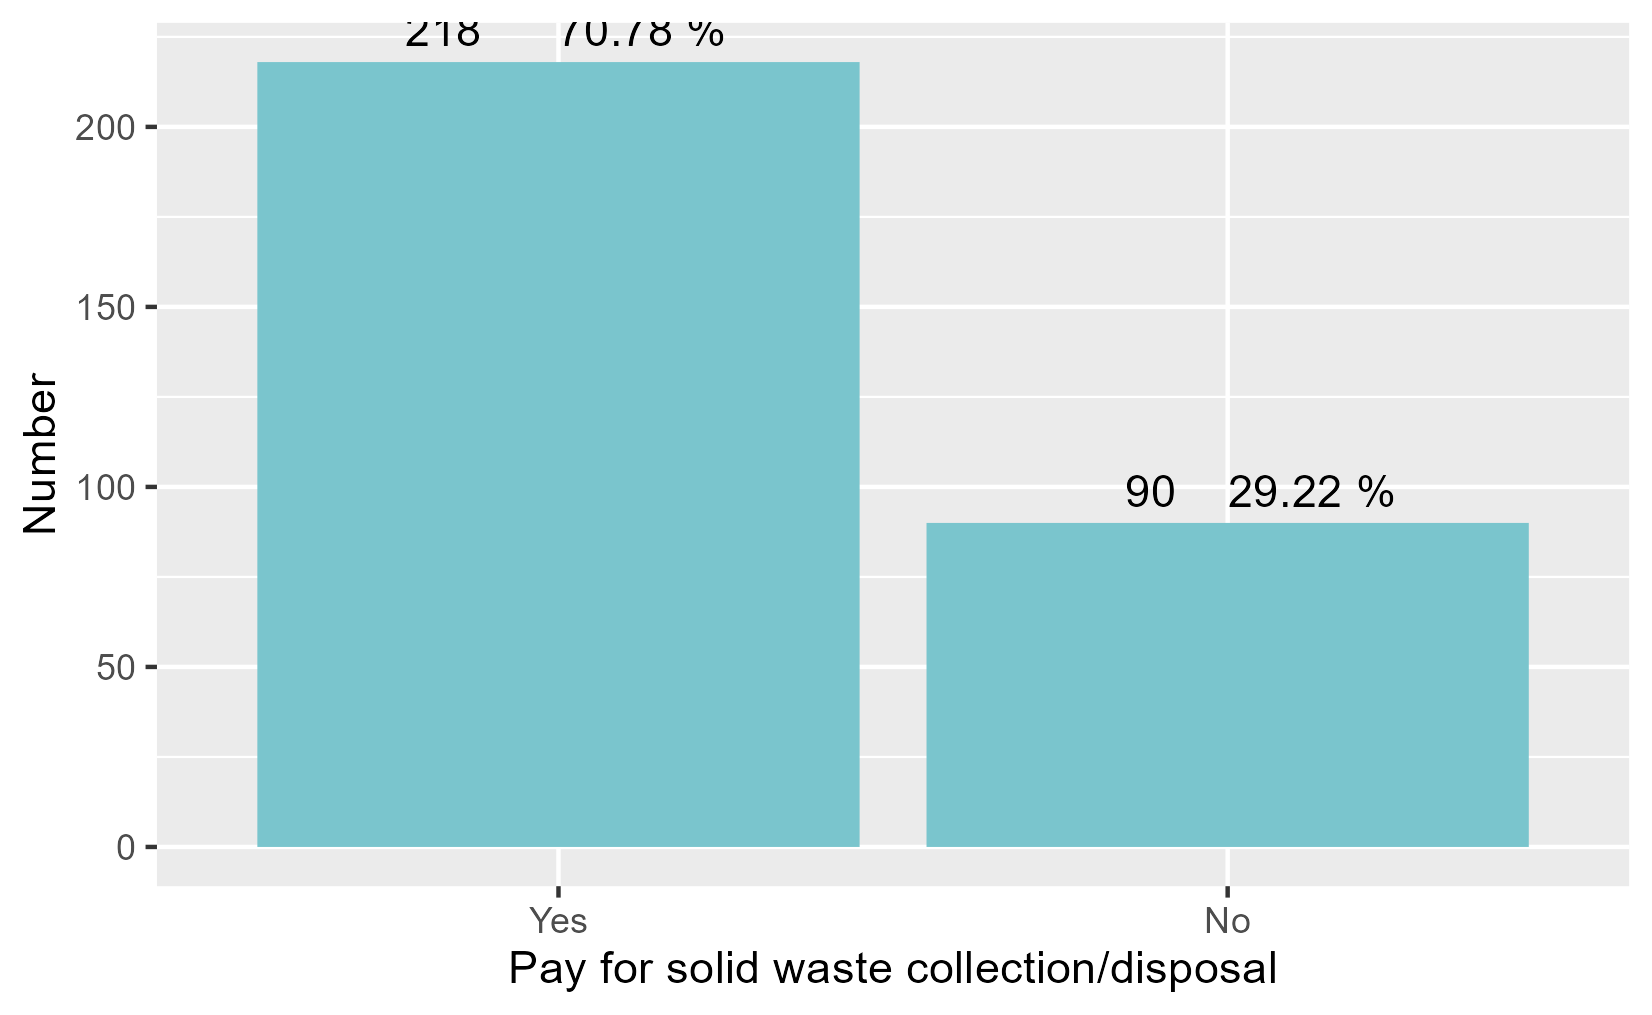 218 70.78 %
200
150
100
50
0
90 29.22 %
Number
Yes No
Pay for solid waste collection/disposal